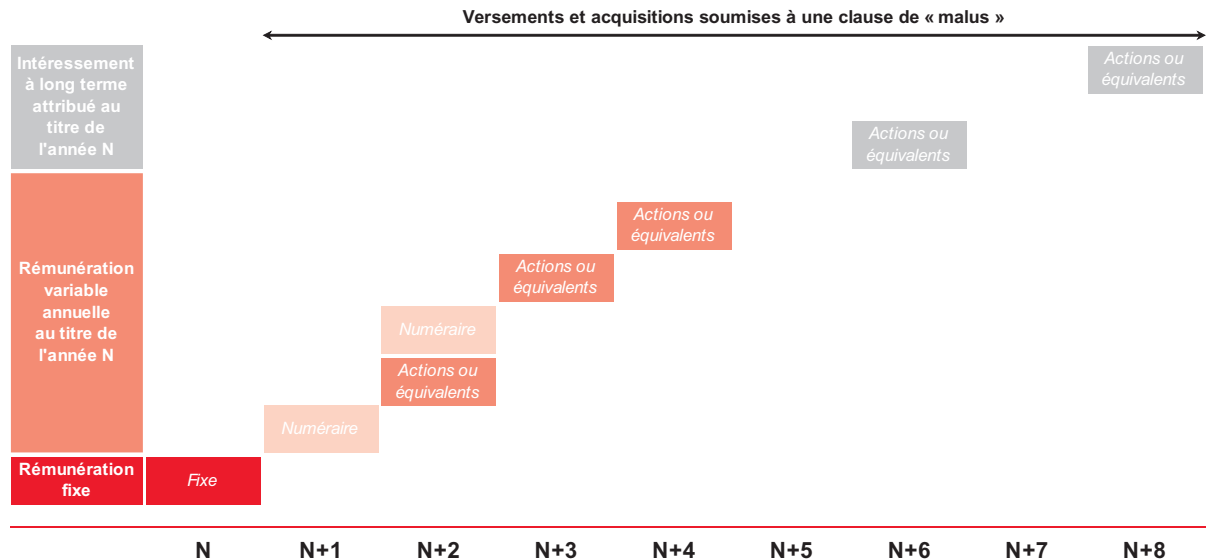 Versements et acquisitions soumises à une clause de « malus »
Intéressement
à long terme
attribué au
titre de
l'année N
Actions ou
équivalents
Actions ou
équivalents
Rémunération
variable
annuelle
au titre de
l'année N
Actions ou
équivalents
Actions ou
équivalents
Numéraire
Actions ou
équivalents
Numéraire
Rémunération
fixe
Fixe
N N+1 N+2 N+3 N+4 N+5 N+6 N+7 N+8